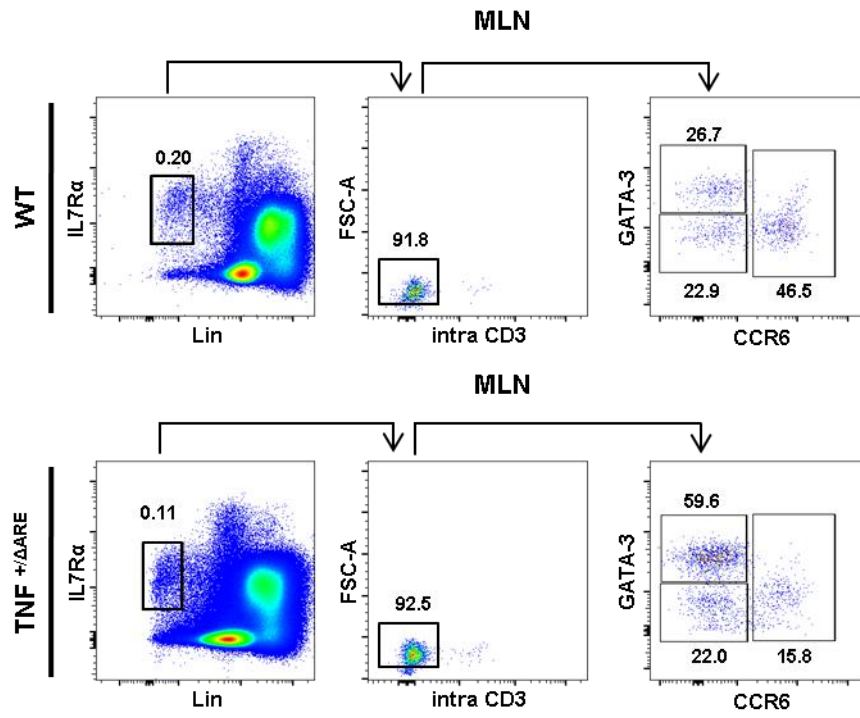 MLN
WT
IL7Rα
0.20
Lin
FSC-A
91.8
intra CD3
GATA-3
26.7
22.9
46.5
CCR6
MLN
TNF +/ΔARE
IL7Rα
0.11
Lin
FSC-A
92.5
intra CD3
GATA-3
59.6
22.0
15.8
CCR6